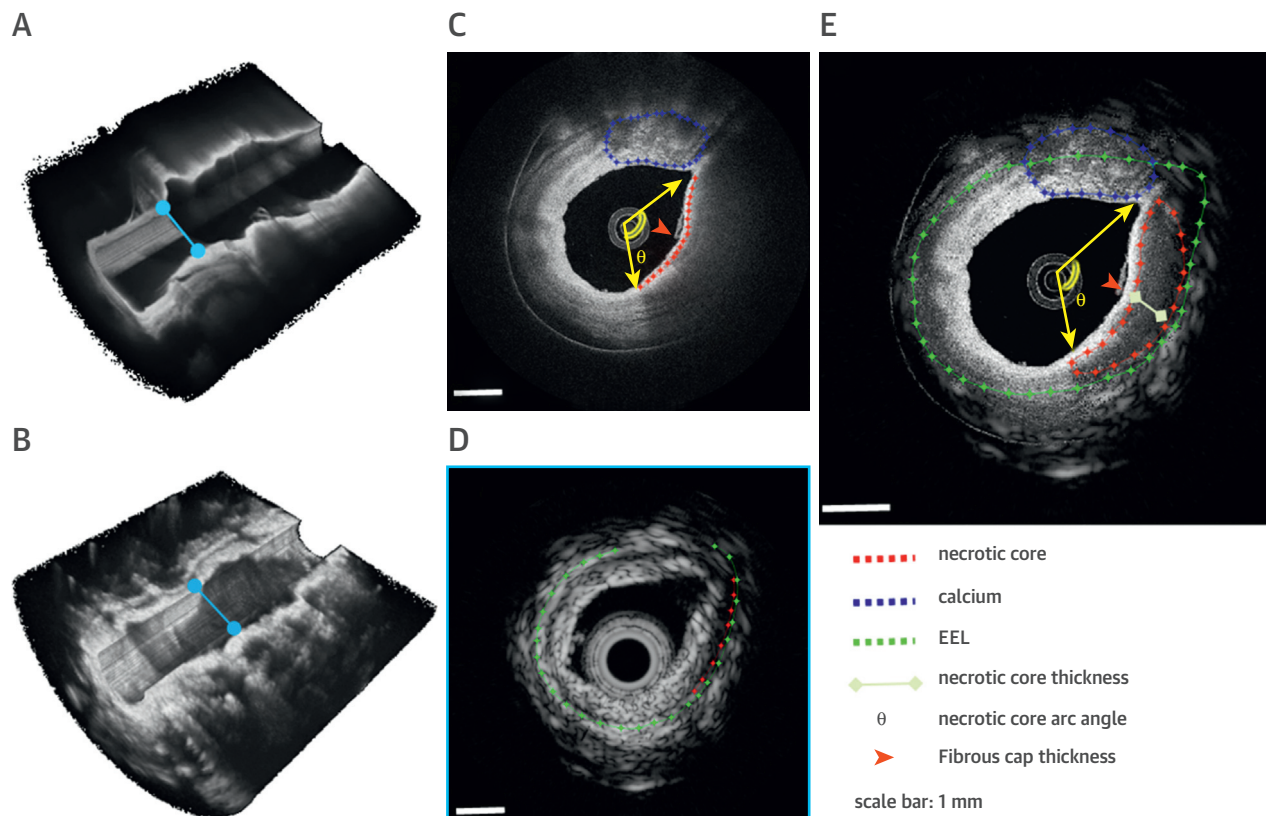 A
B
C
θ
D
E
θ
necrotic core
calcium
EEL
necrotic core thickness
θ necrotic core arc angle
Fibrous cap thickness
scale bar: 1 mm